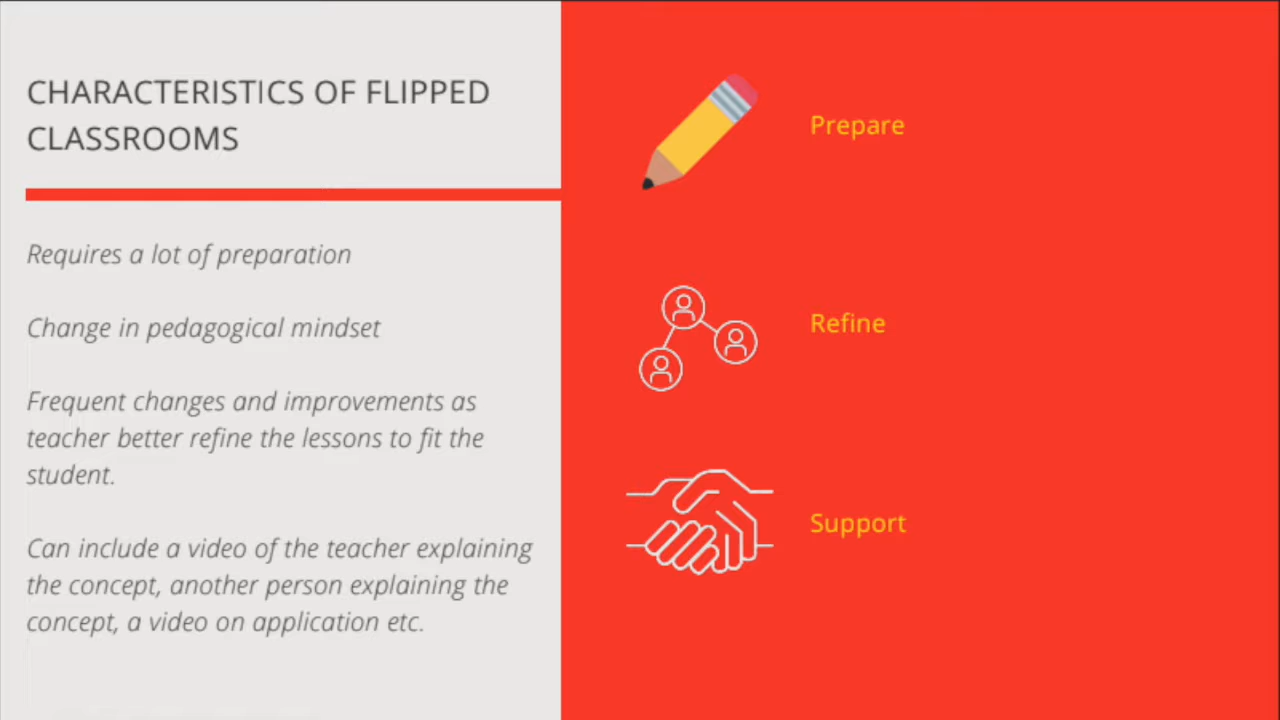 CHARACTERISTICS OF FLIPPED
CLASSROOMS
Requires a lot of preparation
Change in pedagogical mindset
Frequent changes and improvements as
teacher better refine the lessons to fit the
student.
Can include a video of the teacher explaining
the concept, another person explaining the
concept, a video on application etc.
Prepare
Refine
Support